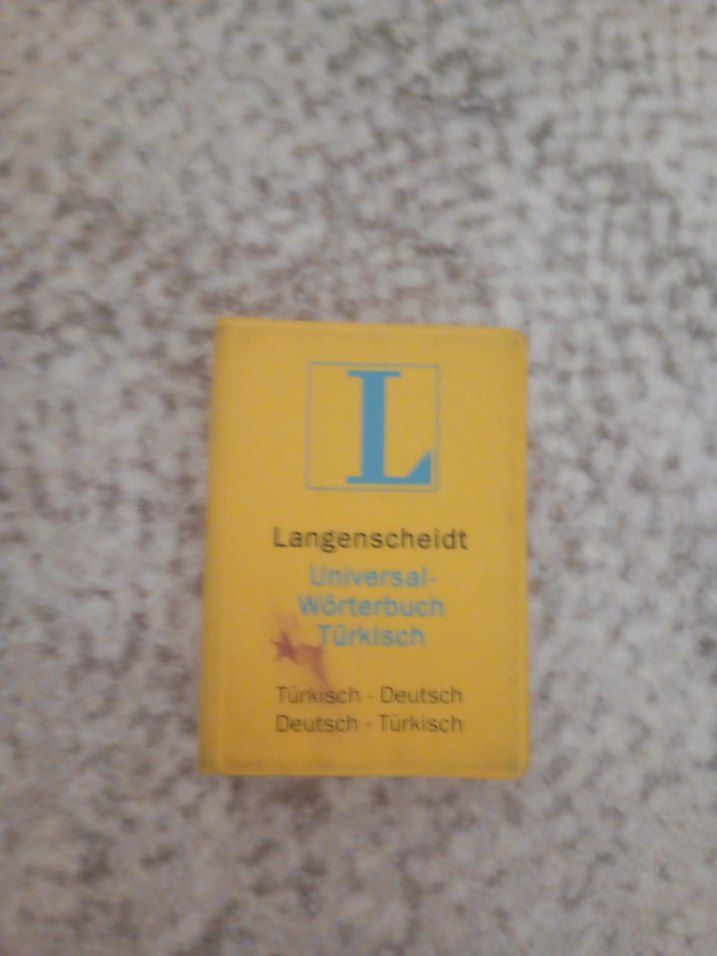 L
Langenscheidt
Universal-
Wörterbuch
Türkisch
Türkisch - Deutsch
Deutsch - Türkisch